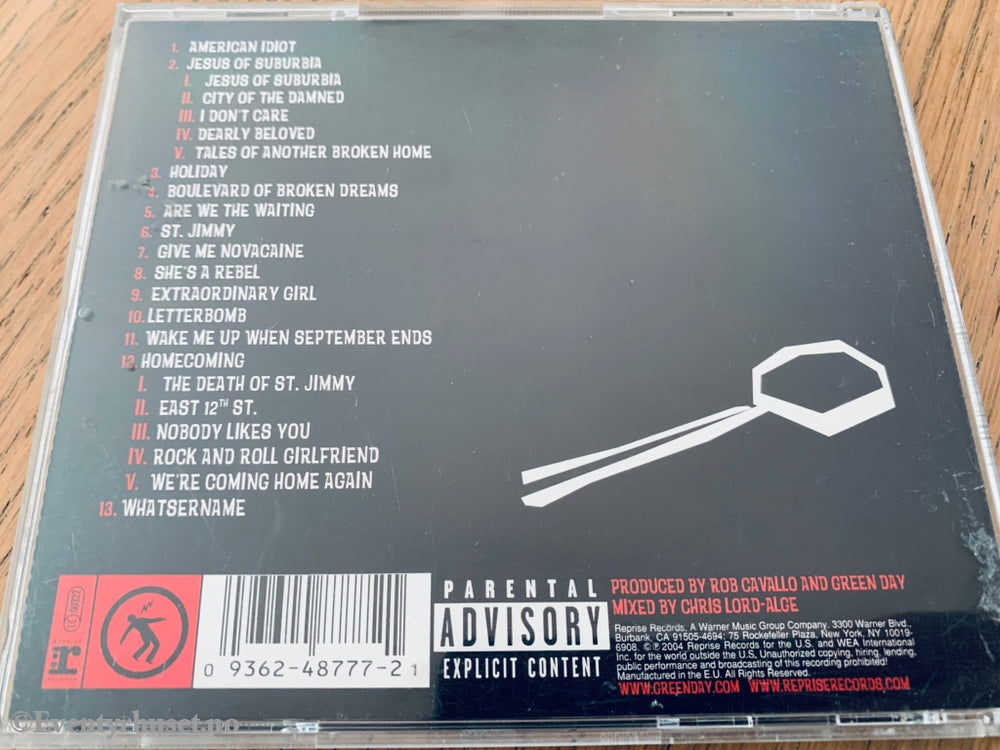 1. AMERICAN IDIOT
2. JESUS OF SUBURBIA
I. JESUS OF SUBURBIA
II. CITY OF THE DAMNED
III. I DON'T CARE
IV. DEARLY BELOVED
V. TALES OF ANOTHER BROKEN HOME
3. HOLIDAY
4. BOULEVARD OF BROKEN DREAMS
5. ARE WE THE WAITING
6. ST. JIMMY
7. GIVE ME NOVACAINE
8. SHE'S A REBEL
9. EXTRAORDINARY GIRL
10. LETTERBOMB
11. WAKE ME UP WHEN SEPTEMBER ENDS
12. HOMECOMING
I. THE DEATH OF ST. JIMMY
II. EAST 12TH ST.
III. NOBODY LIKES YOU
IV. ROCK AND ROLL GIRLFRIEND
V. WE'RE COMING HOME AGAIN
13. WHATSERNAME
LC 00322
REPRISE
r
RECORDS
0 9362-48777-2 1
PARENTAL
ADVISORY
EXPLICIT CONTENT
PRODUCED BY ROB CAVALLO AND GREEN DAY
MIXED BY CHRIS LORD-ALGE
Reprise Records, A Warner Music Group Company, 3300 Warner Blvd.,
Burbank, CA 91505-4694; 75 Rockefeller Plaza, New York, NY 10019-
6908. ©℗ 2004 Reprise Records for the U.S. and WEA International
Inc. for the world outside the U.S. Unauthorized copying, hiring, lending,
public performance and broadcasting of this recording prohibited!
Manufactured in the E.U. All Rights Reserved.
WWW.GREENDAY.COM WWW.REPRISERECORDS.COM
©Eventyrhuset.no